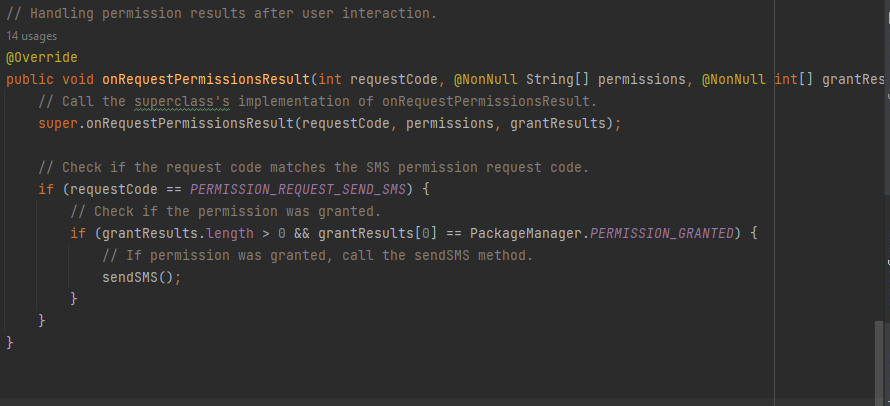 // Handling permission results after user interaction.
14 usages
@Override
public void onRequestPermissionsResult(int requestCode, @NonNull String[] permissions, @NonNull int[] grantRes
// Call the superclass's implementation of onRequestPermissionsResult.
super.onRequestPermissionsResult(requestCode, permissions, grantResults);
// Check if the request code matches the SMS permission request code.
if (requestCode == PERMISSION_REQUEST_SEND_SMS) {
// Check if the permission was granted.
if (grantResults.length > 0 && grantResults[0] == PackageManager.PERMISSION_GRANTED) {
// If permission was granted, call the sendSMS method.
sendSMS();
}
}
}